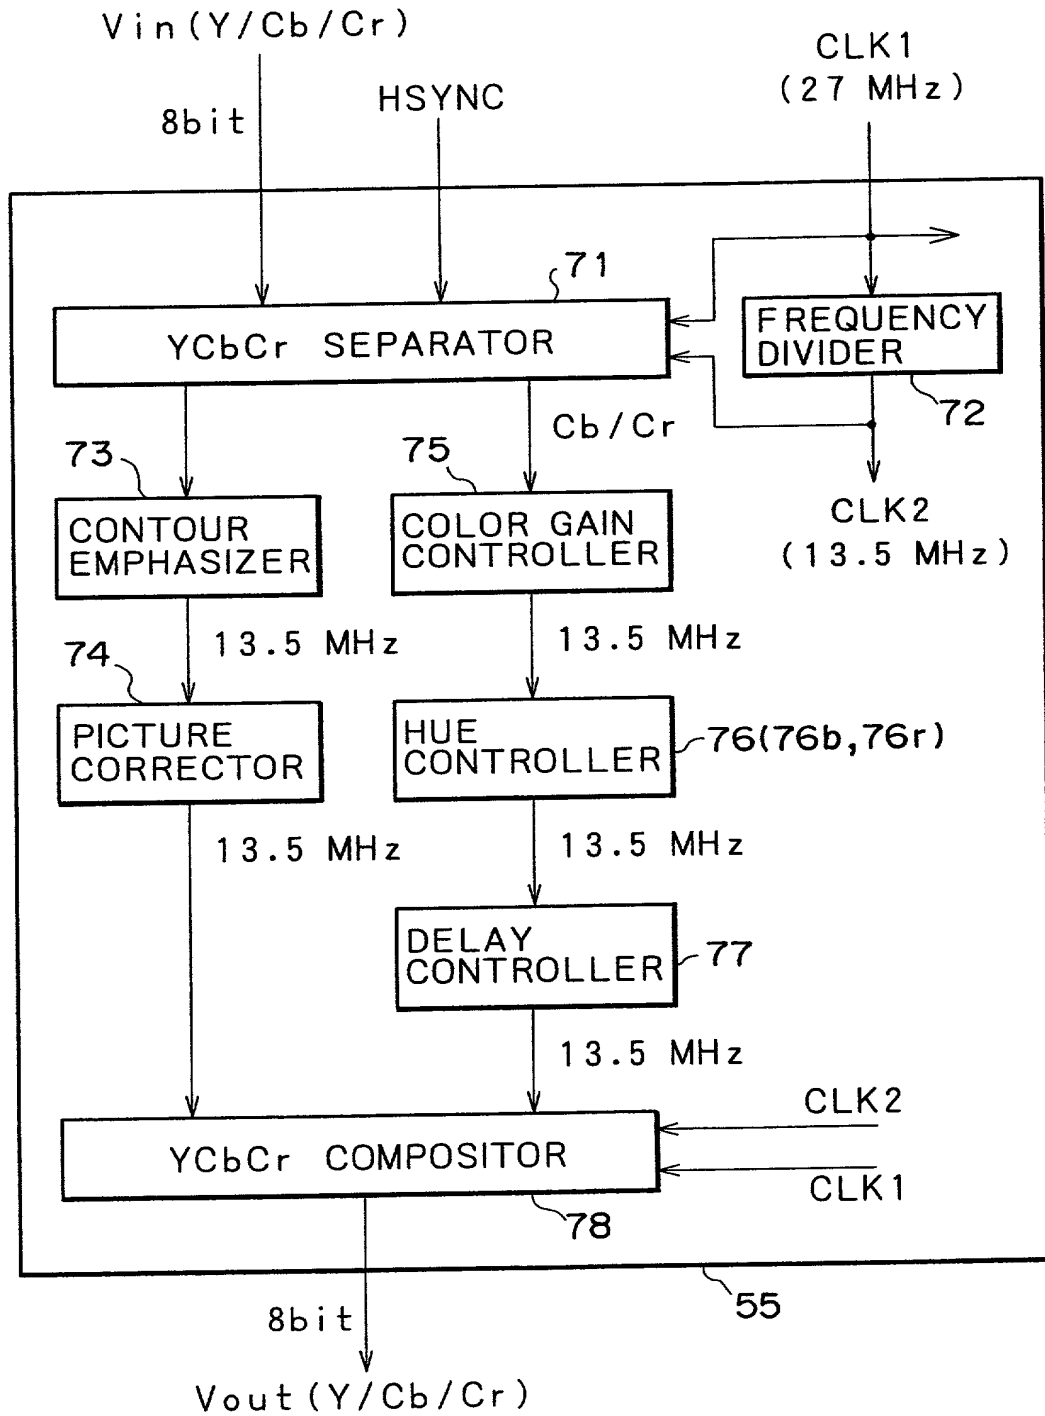 Vin(Y/Cb/Cr)
CLK1
(27 MHz)
HSYNC
8bit
71
YCbCr SEPARATOR
FREQUENCY
DIVIDER
72
Cb/Cr
73
75
CONTOUR
EMPHASIZER
COLOR GAIN
CONTROLLER
CLK2
(13.5 MHz)
13.5 MHz
13.5 MHz
74
PICTURE
CORRECTOR
HUE
CONTROLLER
76(76b,76r)
13.5 MHz
13.5 MHz
DELAY
CONTROLLER
77
13.5 MHz
CLK2
YCbCr COMPOSITOR
CLK1
78
55
8bit
Vout(Y/Cb/Cr)